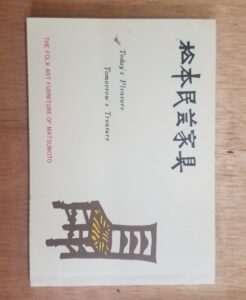 松本民芸家具
Today's Pleasure
Tomorrow's Treasure
THE FOLK ART FURNITURE OF MATSUMOTO